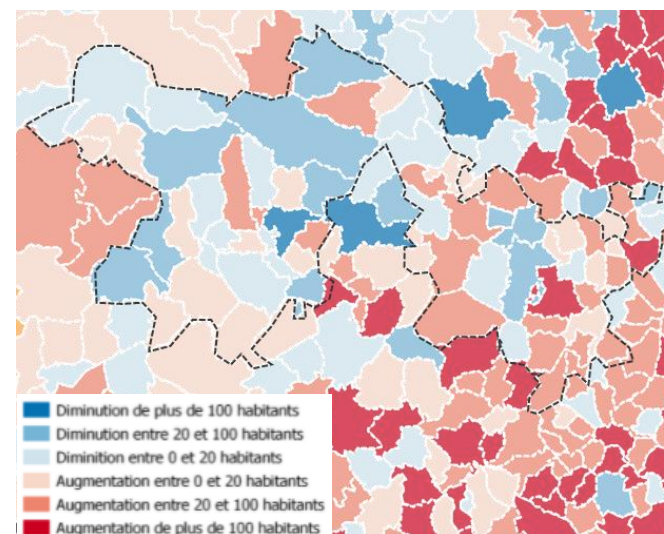 Diminution de plus de 100 habitants
Diminution entre 20 et 100 habitants
Diminition entre 0 et 20 habitants
Augmentation entre 0 et 20 habitants
Augmentation entre 20 et 100 habitants
Augmentation de plus de 100 habitants